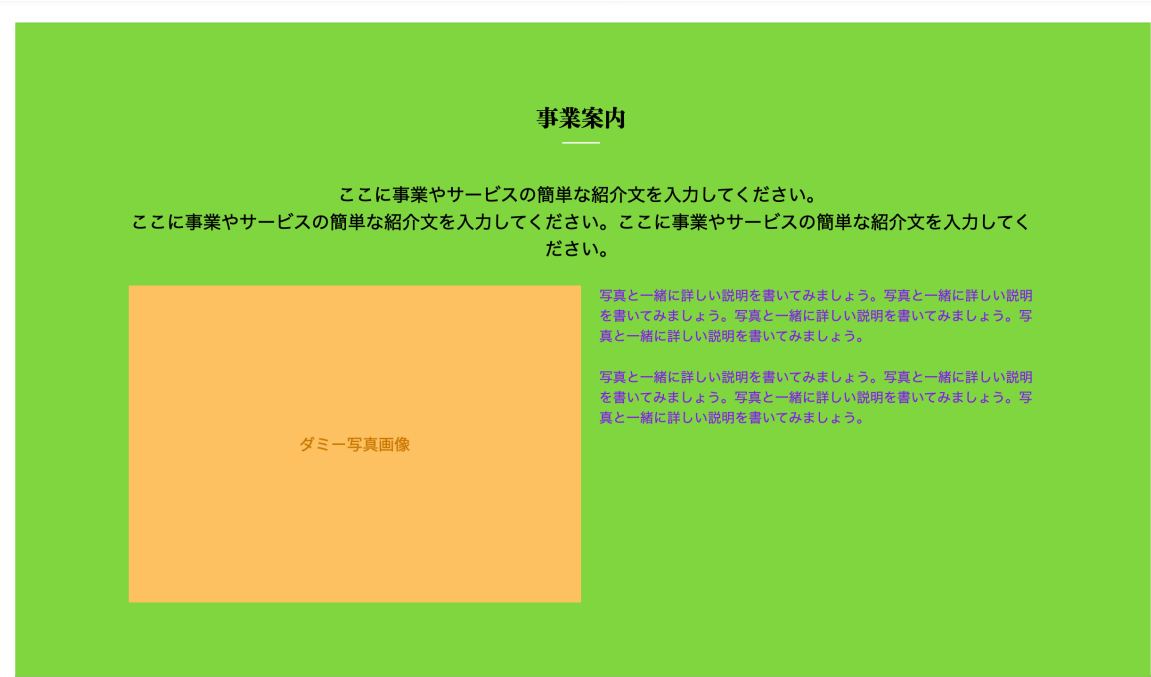 事業案内
ここに事業やサービスの簡単な紹介文を入力してください。
ここに事業やサービスの簡単な紹介文を入力してください。ここに事業やサービスの簡単な紹介文を入力してく
ださい。
ダミー写真画像
写真と一緒に詳しい説明を書いてみましょう。写真と一緒に詳しい説明
を書いてみましょう。写真と一緒に詳しい説明を書いてみましょう。写
真と一緒に詳しい説明を書いてみましょう。
写真と一緒に詳しい説明を書いてみましょう。写真と一緒に詳しい説明
を書いてみましょう。写真と一緒に詳しい説明を書いてみましょう。写
真と一緒に詳しい説明を書いてみましょう。